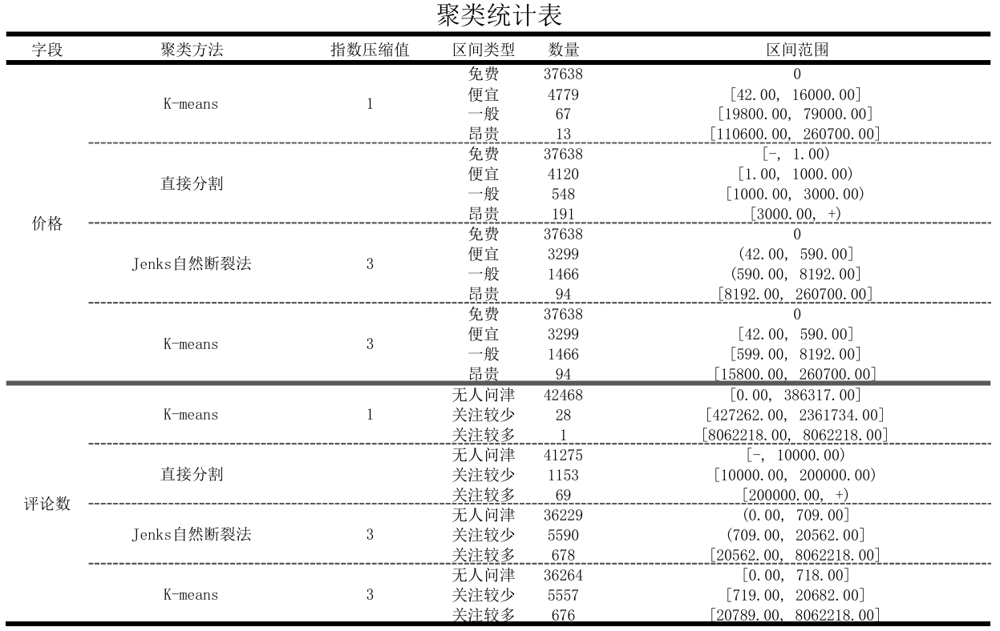 聚类统计表
字段 聚类方法 指数压缩值 区间类型 数量 区间范围
免费 37638 0
便宜 4779 [42.00, 16000.00]
K-means 1
一般 67 [19800.00, 79000.00]
昂贵 13 [110600.00, 260700.00]
免费 37638 [-, 1.00)
便宜 4120 [1.00, 1000.00)
直接分割
一般 548 [1000.00, 3000.00)
昂贵 191 [3000.00, +)
价格
免费 37638 0
便宜 3299 (42.00, 590.00]
Jenks自然断裂法 3
一般 1466 (590.00, 8192.00]
昂贵 94 [8192.00, 260700.00]
免费 37638 0
便宜 3299 [42.00, 590.00]
K-means 3
一般 1466 [599.00, 8192.00]
昂贵 94 [15800.00, 260700.00]
无人问津 42468 [0.00, 386317.00]
K-means 1 关注较少 28 [427262.00, 2361734.00]
关注较多 1 [8062218.00, 8062218.00]
无人问津 41275 [-, 10000.00)
直接分割 关注较少 1153 [10000.00, 200000.00)
关注较多 69 [200000.00, +)
评论数
无人问津 36229 (0.00, 709.00]
Jenks自然断裂法 3 关注较少 5590 (709.00, 20562.00]
关注较多 678 [20562.00, 8062218.00]
无人问津 36264 [0.00, 718.00]
K-means 3 关注较少 5557 [719.00, 20682.00]
关注较多 676 [20789.00, 8062218.00]